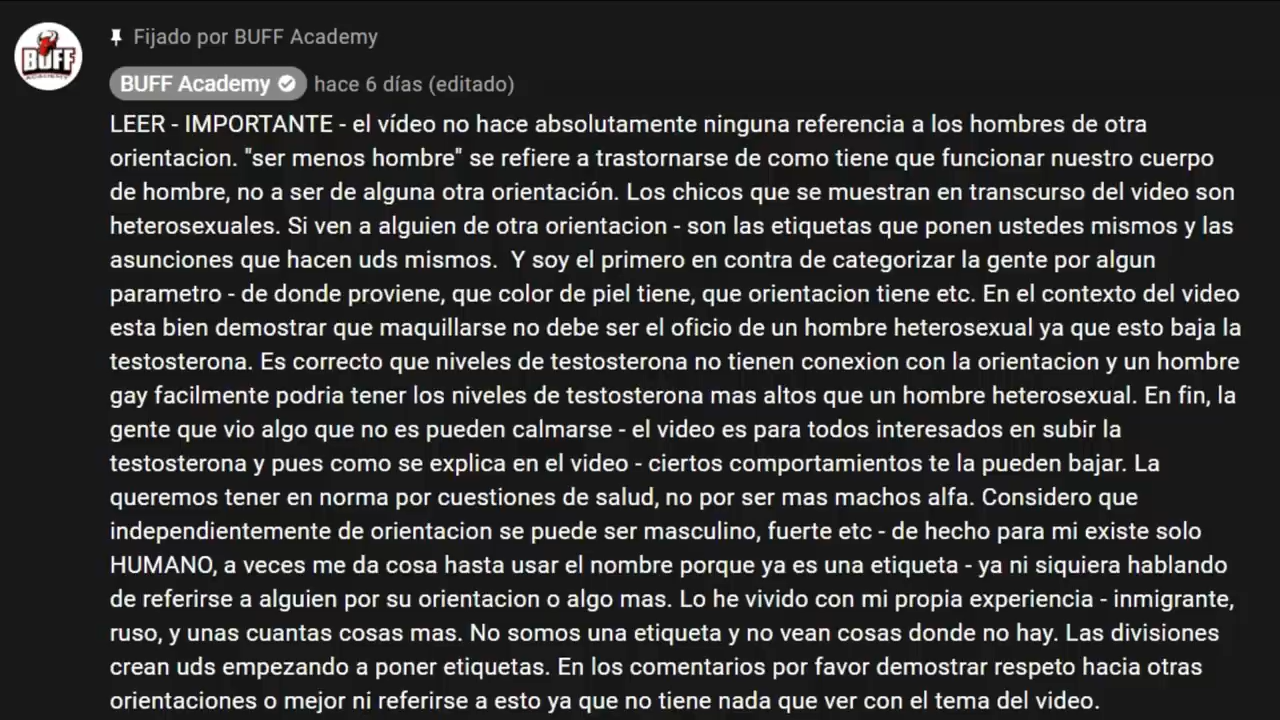 BUFF
ACADEMY
Fijado por BUFF Academy
BUFF Academy hace 6 días (editado)
LEER - IMPORTANTE - el vídeo no hace absolutamente ninguna referencia a los hombres de otra
orientacion. "ser menos hombre" se refiere a trastornarse de como tiene que funcionar nuestro cuerpo
de hombre, no a ser de alguna otra orientación. Los chicos que se muestran en transcurso del video son
heterosexuales. Si ven a alguien de otra orientacion - son las etiquetas que ponen ustedes mismos y las
asunciones que hacen uds mismos.  Y soy el primero en contra de categorizar la gente por algun
parametro - de donde proviene, que color de piel tiene, que orientacion tiene etc. En el contexto del video
esta bien demostrar que maquillarse no debe ser el oficio de un hombre heterosexual ya que esto baja la
testosterona. Es correcto que niveles de testosterona no tienen conexion con la orientacion y un hombre
gay facilmente podria tener los niveles de testosterona mas altos que un hombre heterosexual. En fin, la
gente que vio algo que no es pueden calmarse - el video es para todos interesados en subir la
testosterona y pues como se explica en el video - ciertos comportamientos te la pueden bajar. La
queremos tener en norma por cuestiones de salud, no por ser mas machos alfa. Considero que
independientemente de orientacion se puede ser masculino, fuerte etc - de hecho para mi existe solo
HUMANO, a veces me da cosa hasta usar el nombre porque ya es una etiqueta - ya ni siquiera hablando
de referirse a alguien por su orientacion o algo mas. Lo he vivido con mi propia experiencia - inmigrante,
ruso, y unas cuantas cosas mas. No somos una etiqueta y no vean cosas donde no hay. Las divisiones
crean uds empezando a poner etiquetas. En los comentarios por favor demostrar respeto hacia otras
orientaciones o mejor ni referirse a esto ya que no tiene nada que ver con el tema del video.